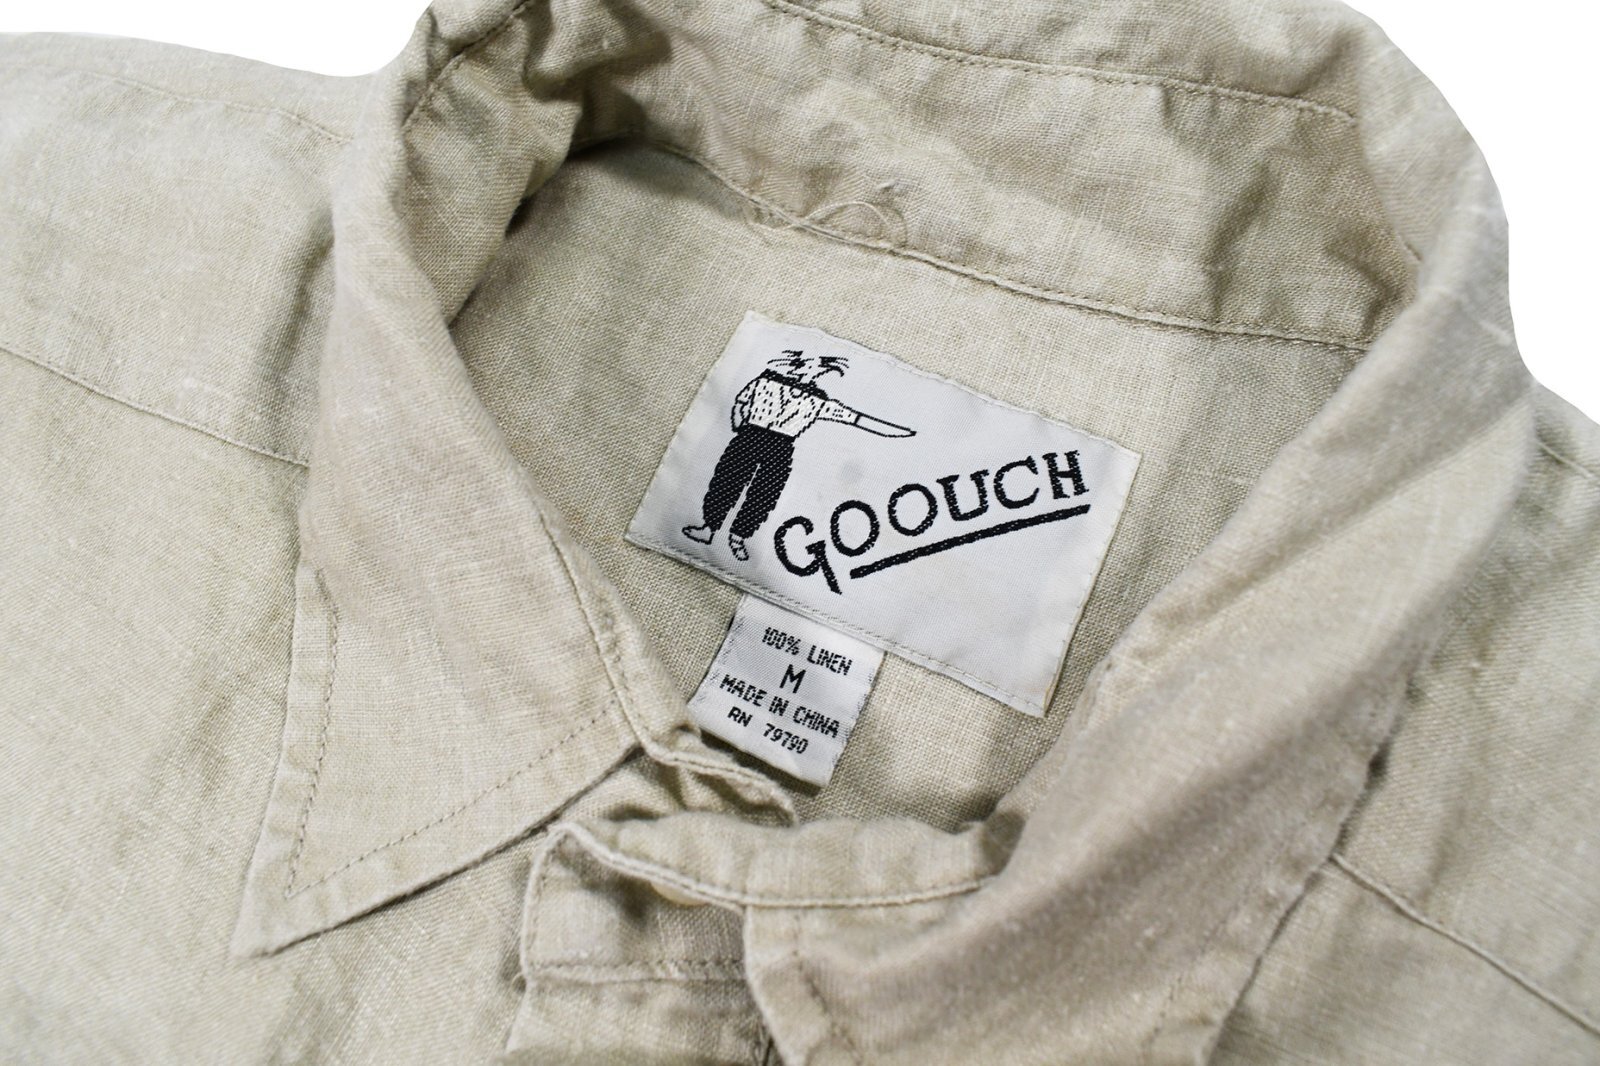 GOOUCH
100% LINEN
M
MADE IN CHINA
RN 79790